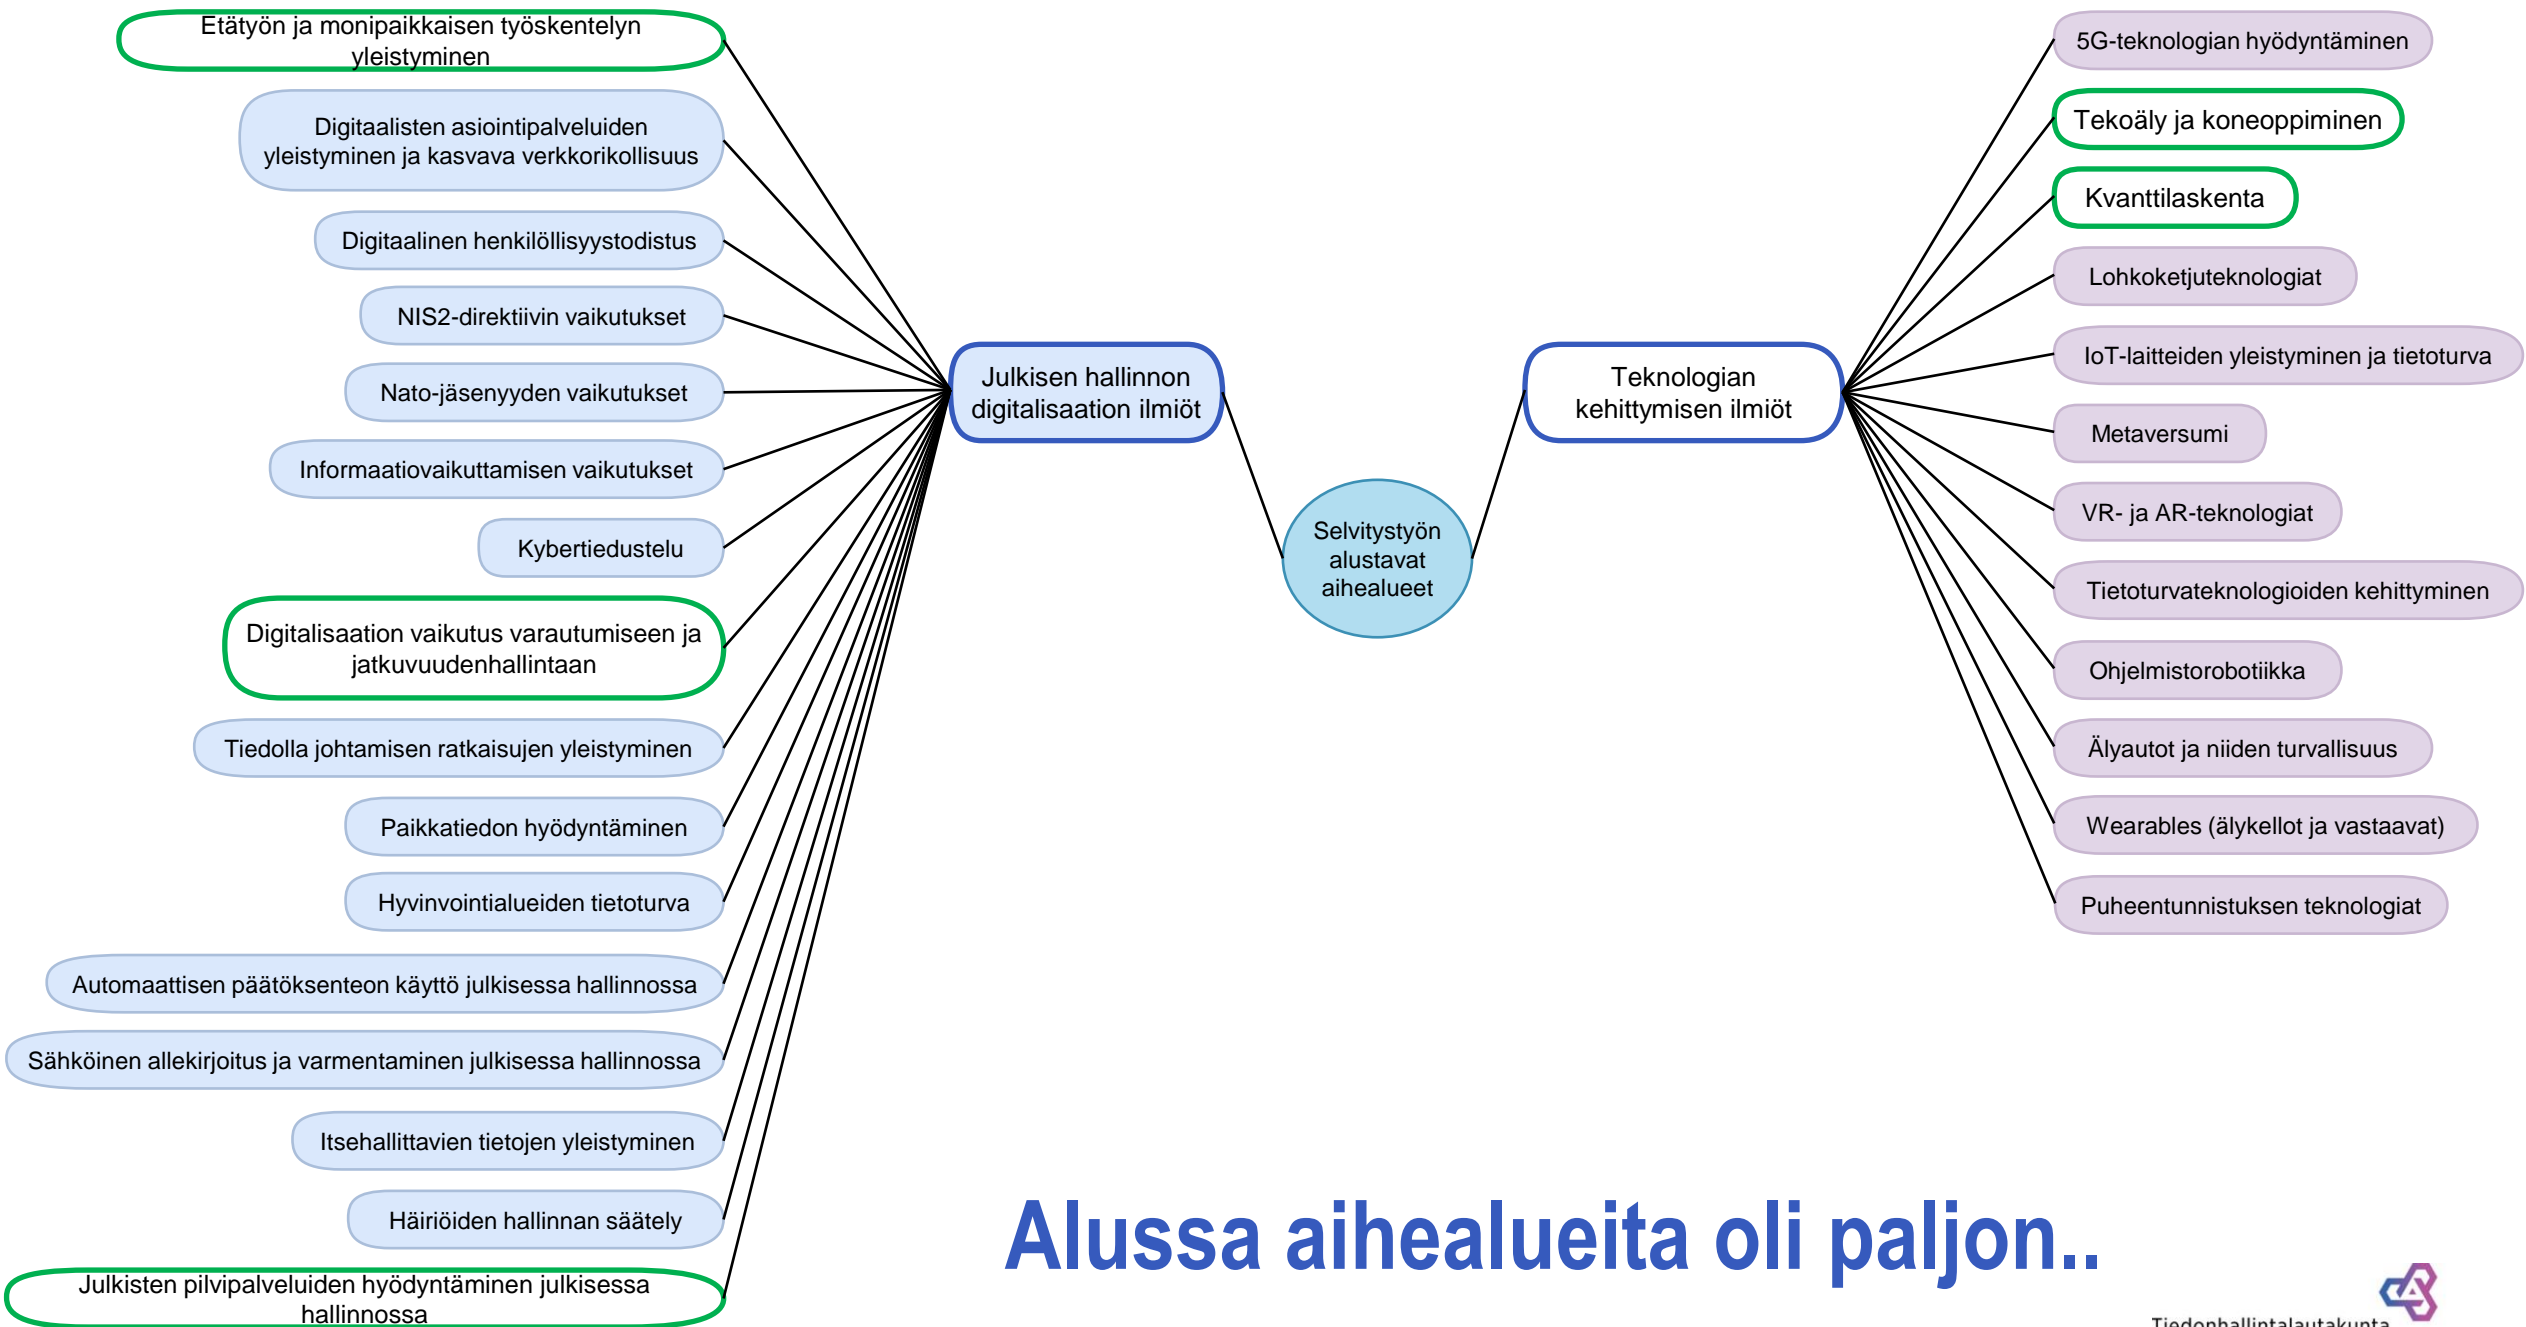 Etätyön ja monipaikkaisen työskentelyn
yleistyminen
Digitaalisten asiointipalveluiden
yleistyminen ja kasvava verkkorikollisuus
Digitaalinen henkilöllisyystodistus
NIS2-direktiivin vaikutukset
Nato-jäsenyyden vaikutukset
Informaatiovaikuttamisen vaikutukset
Kybertiedustelu
Digitalisaation vaikutus varautumiseen ja
jatkuvuudenhallintaan
Tiedolla johtamisen ratkaisujen yleistyminen
Paikkatiedon hyödyntäminen
Hyvinvointialueiden tietoturva
Automaattisen päätöksenteon käyttö julkisessa hallinnossa
Sähköinen allekirjoitus ja varmentaminen julkisessa hallinnossa
Itsehallittavien tietojen yleistyminen
Häiriöiden hallinnan säätely
Julkisten pilvipalveluiden hyödyntäminen julkisessa
hallinnossa
Julkisen hallinnon
digitalisaation ilmiöt
Selvitystyön
alustavat
aihealueet
Teknologian
kehittymisen ilmiöt
5G-teknologian hyödyntäminen
Tekoäly ja koneoppiminen
Kvanttilaskenta
Lohkoketjuteknologiat
IoT-laitteiden yleistyminen ja tietoturva
Metaversumi
VR- ja AR-teknologiat
Tietoturvateknologioiden kehittyminen
Ohjelmistorobotiikka
Älyautot ja niiden turvallisuus
Wearables (älykellot ja vastaavat)
Puheentunnistuksen teknologiat
Alussa aihealueita oli paljon..
Tiedonhallintalautakunta